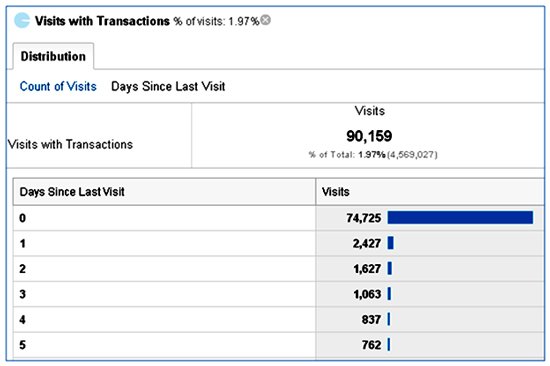 Visits with Transactions % of visits: 1.97%
Distribution
Count of Visits Days Since Last Visit
Visits
90,159
Visits with Transactions
% of Total: 1.97% (4,569,027)
Days Since Last Visit Visits
0 74,725
1 2,427
2 1,627
3 1,063
4 837
5 762